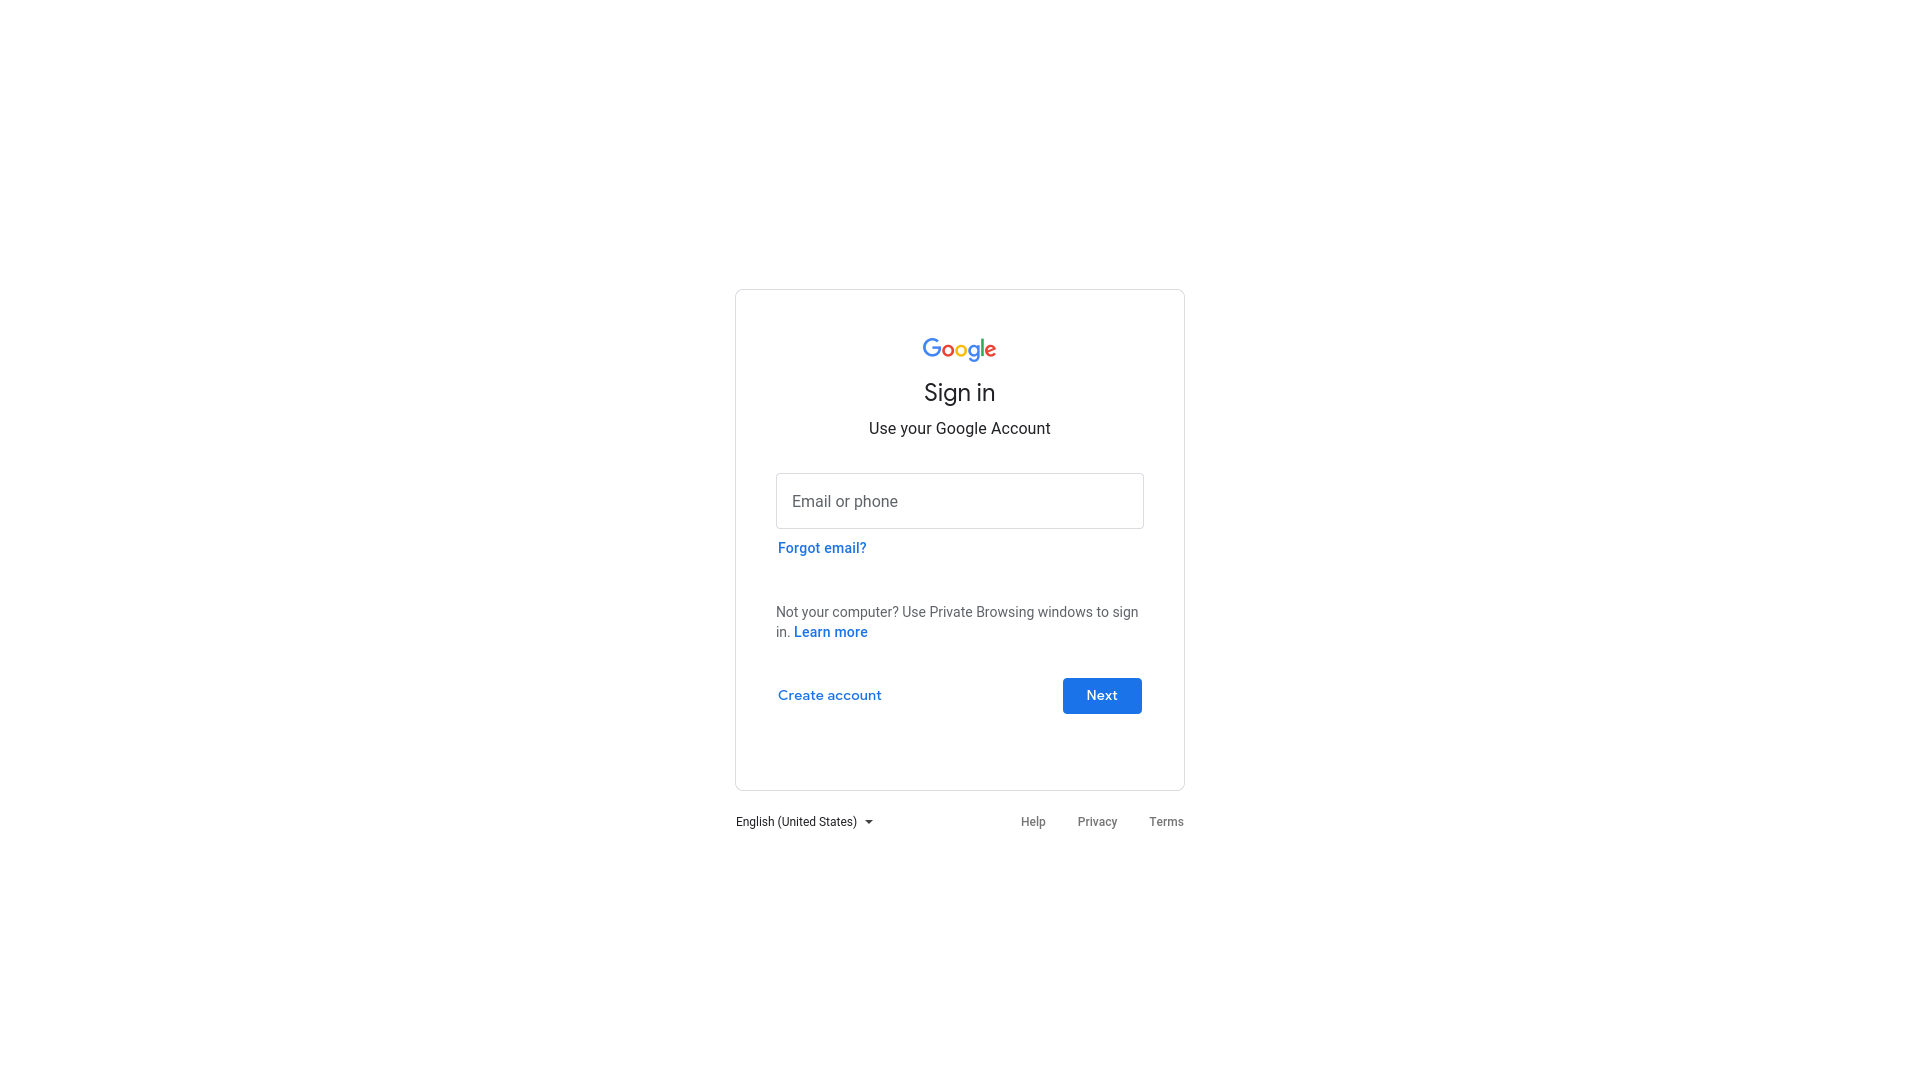 Google
Sign in
Use your Google Account
Email or phone
Forgot email?
Not your computer? Use Private Browsing windows to sign
in. Learn more
Create account
Next
English (United States)
Help
Privacy
Terms